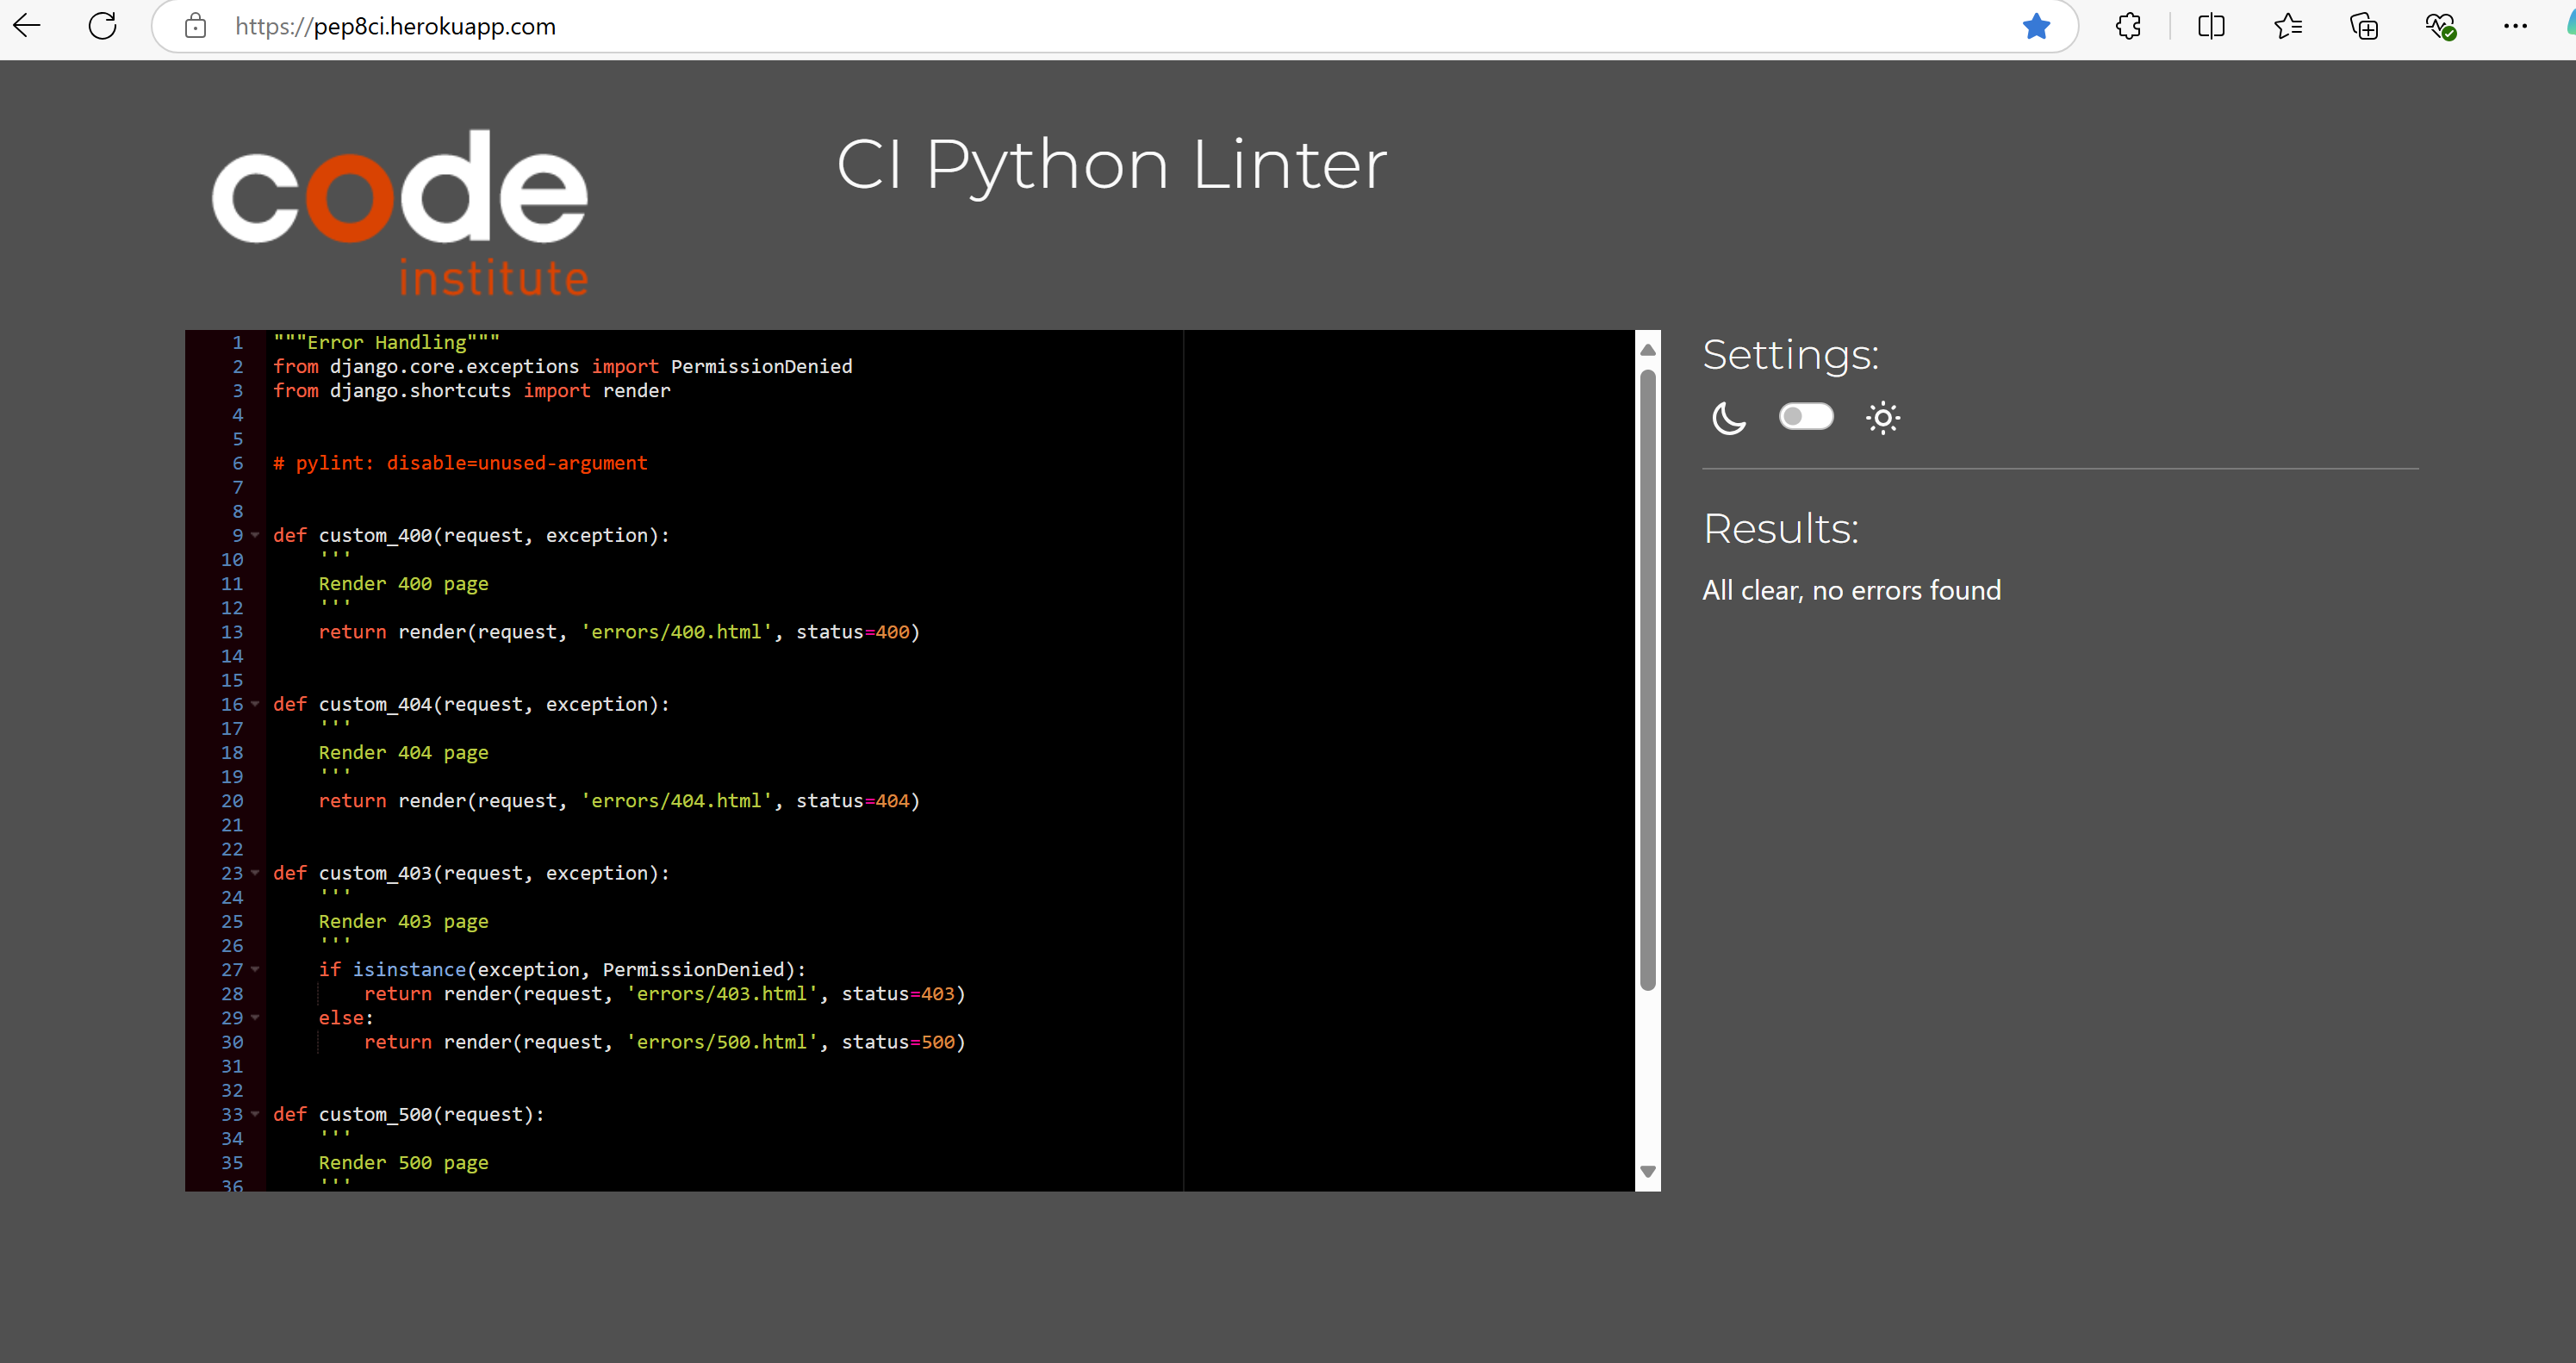 https://pep8ci.herokuapp.com
code
institute
CI Python Linter
1 """Error Handling"""
2 from django.core.exceptions import PermissionDenied
3 from django.shortcuts import render
4
5
6 # pylint: disable=unused-argument
7
8
9 def custom_400(request, exception):
10     '''
11     Render 400 page
12     '''
13     return render(request, 'errors/400.html', status=400)
14
15
16 def custom_404(request, exception):
17     '''
18     Render 404 page
19     '''
20     return render(request, 'errors/404.html', status=404)
21
22
23 def custom_403(request, exception):
24     '''
25     Render 403 page
26     '''
27     if isinstance(exception, PermissionDenied):
28         return render(request, 'errors/403.html', status=403)
29     else:
30         return render(request, 'errors/500.html', status=500)
31
32
33 def custom_500(request):
34     '''
35     Render 500 page
36     '''
Settings:
Results:
All clear, no errors found